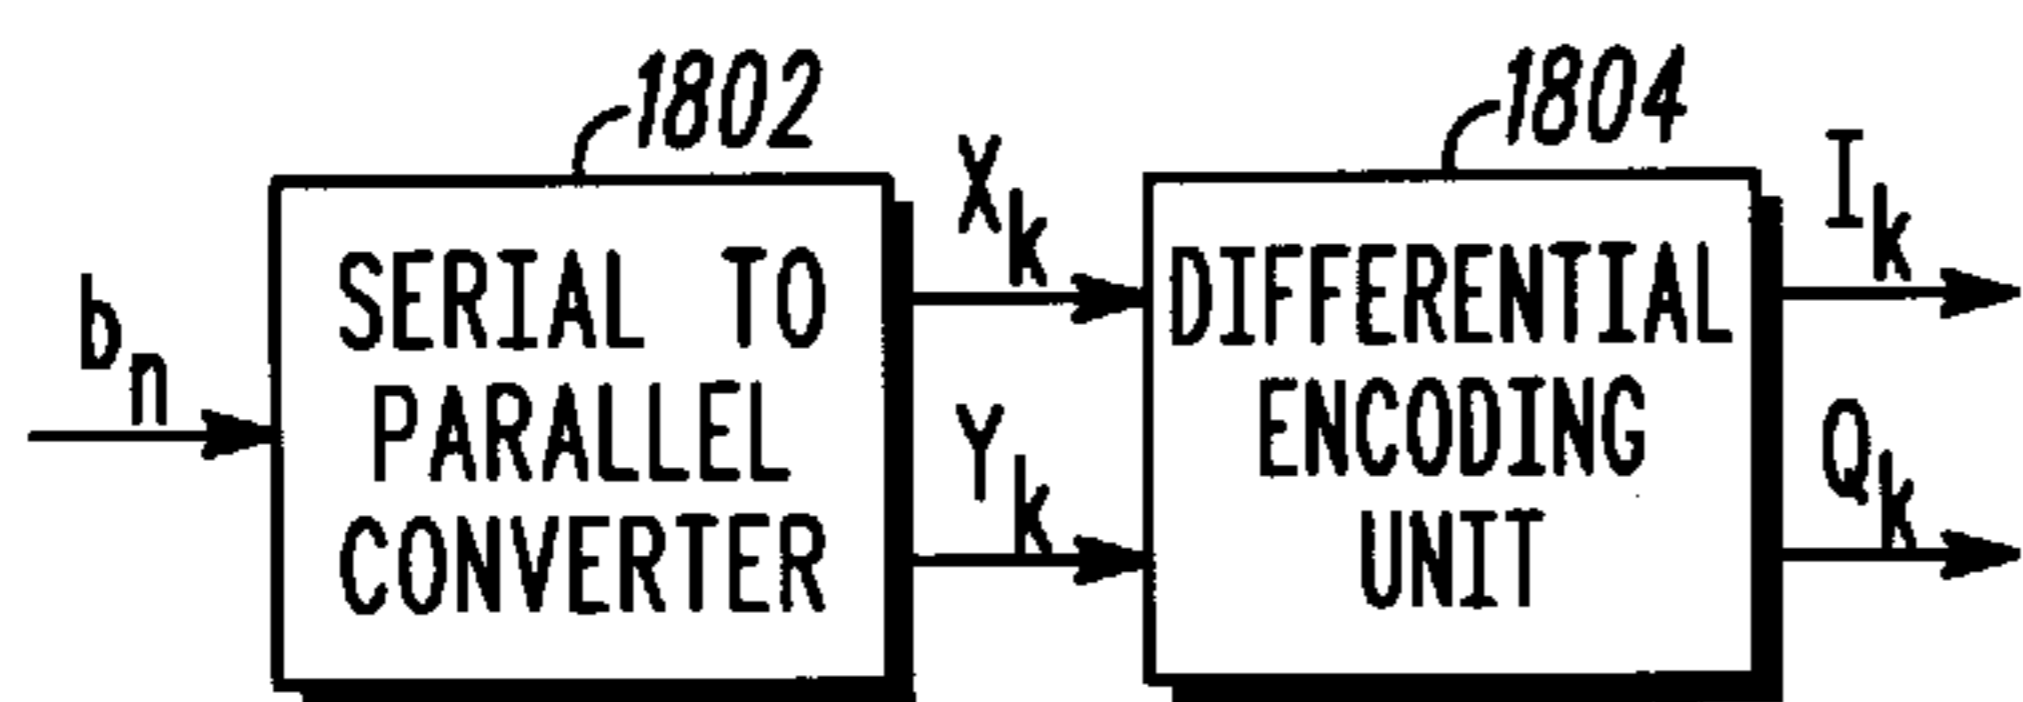 1802
1804
b_n
SERIAL TO
PARALLEL
CONVERTER
X_k
Y_k
DIFFERENTIAL
ENCODING
UNIT
I_k
Q_k